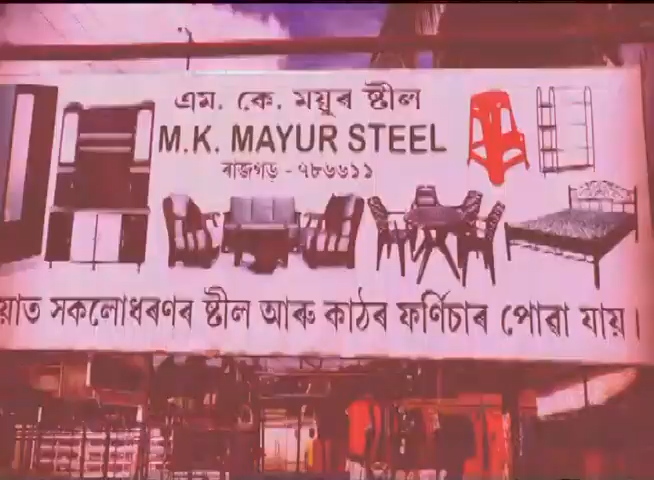 এম. কে. ময়ুৰ ষ্টীল
M.K. MAYUR STEEL
ৰাজগড় - ৭৮৬৬১১
য়াত সকলোধৰণৰ ষ্টীল আৰু কাঠৰ ফৰ্ণিচাৰ পোৱা যায়।